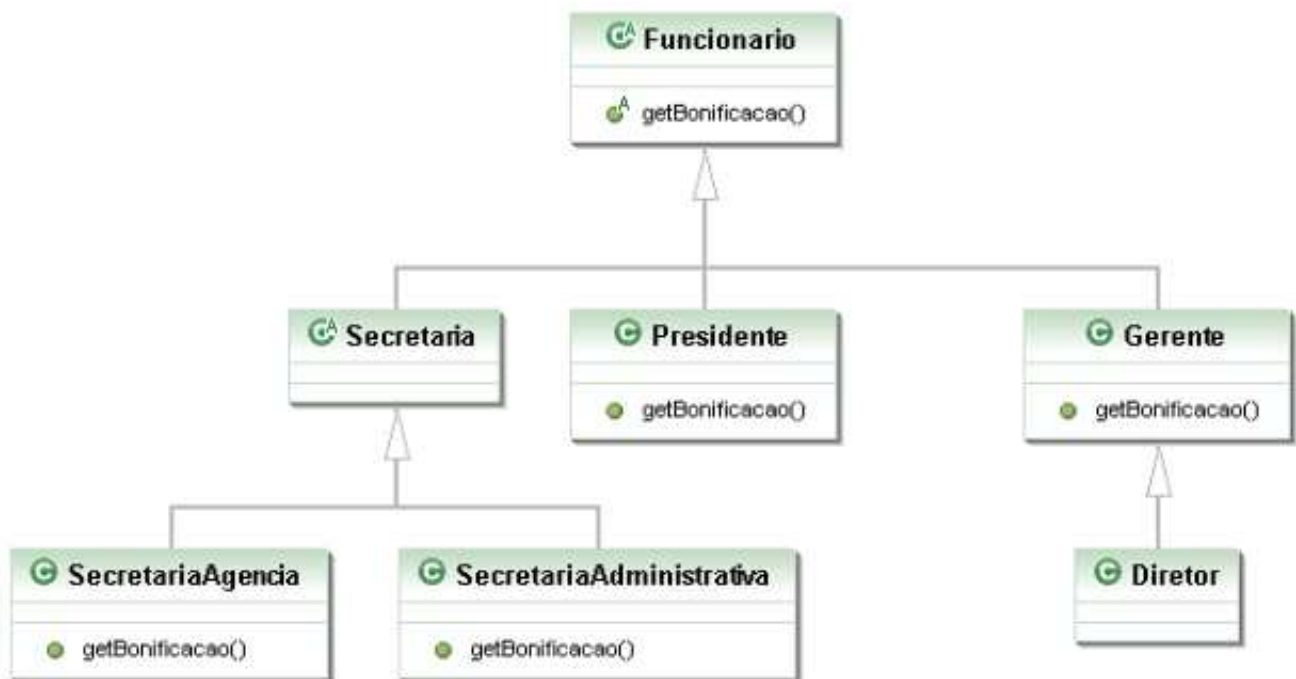 Funcionario
getBonificacao()
Secretaria
Presidente
getBonificacao()
Gerente
getBonificacao()
SecretariaAgencia
getBonificacao()
SecretariaAdministrativa
getBonificacao()
Diretor